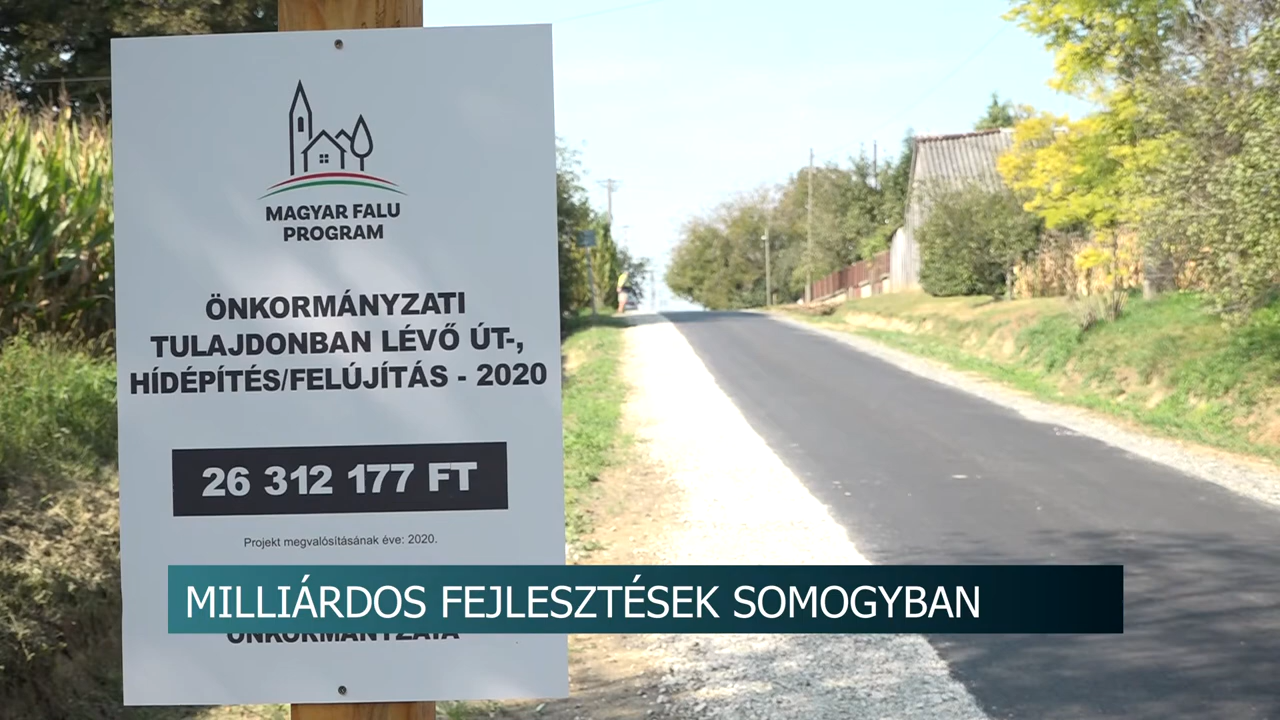 MAGYAR FALU
PROGRAM
ÖNKORMÁNYZATI
TULAJDONBAN LÉVŐ ÚT-,
HÍDÉPÍTÉS/FELÚJÍTÁS - 2020
26 312 177 FT
Projekt megvalósításának éve: 2020.
MILLIÁRDOS FEJLESZTÉSEK SOMOGYBAN
ÖNKORMÁNYZATA